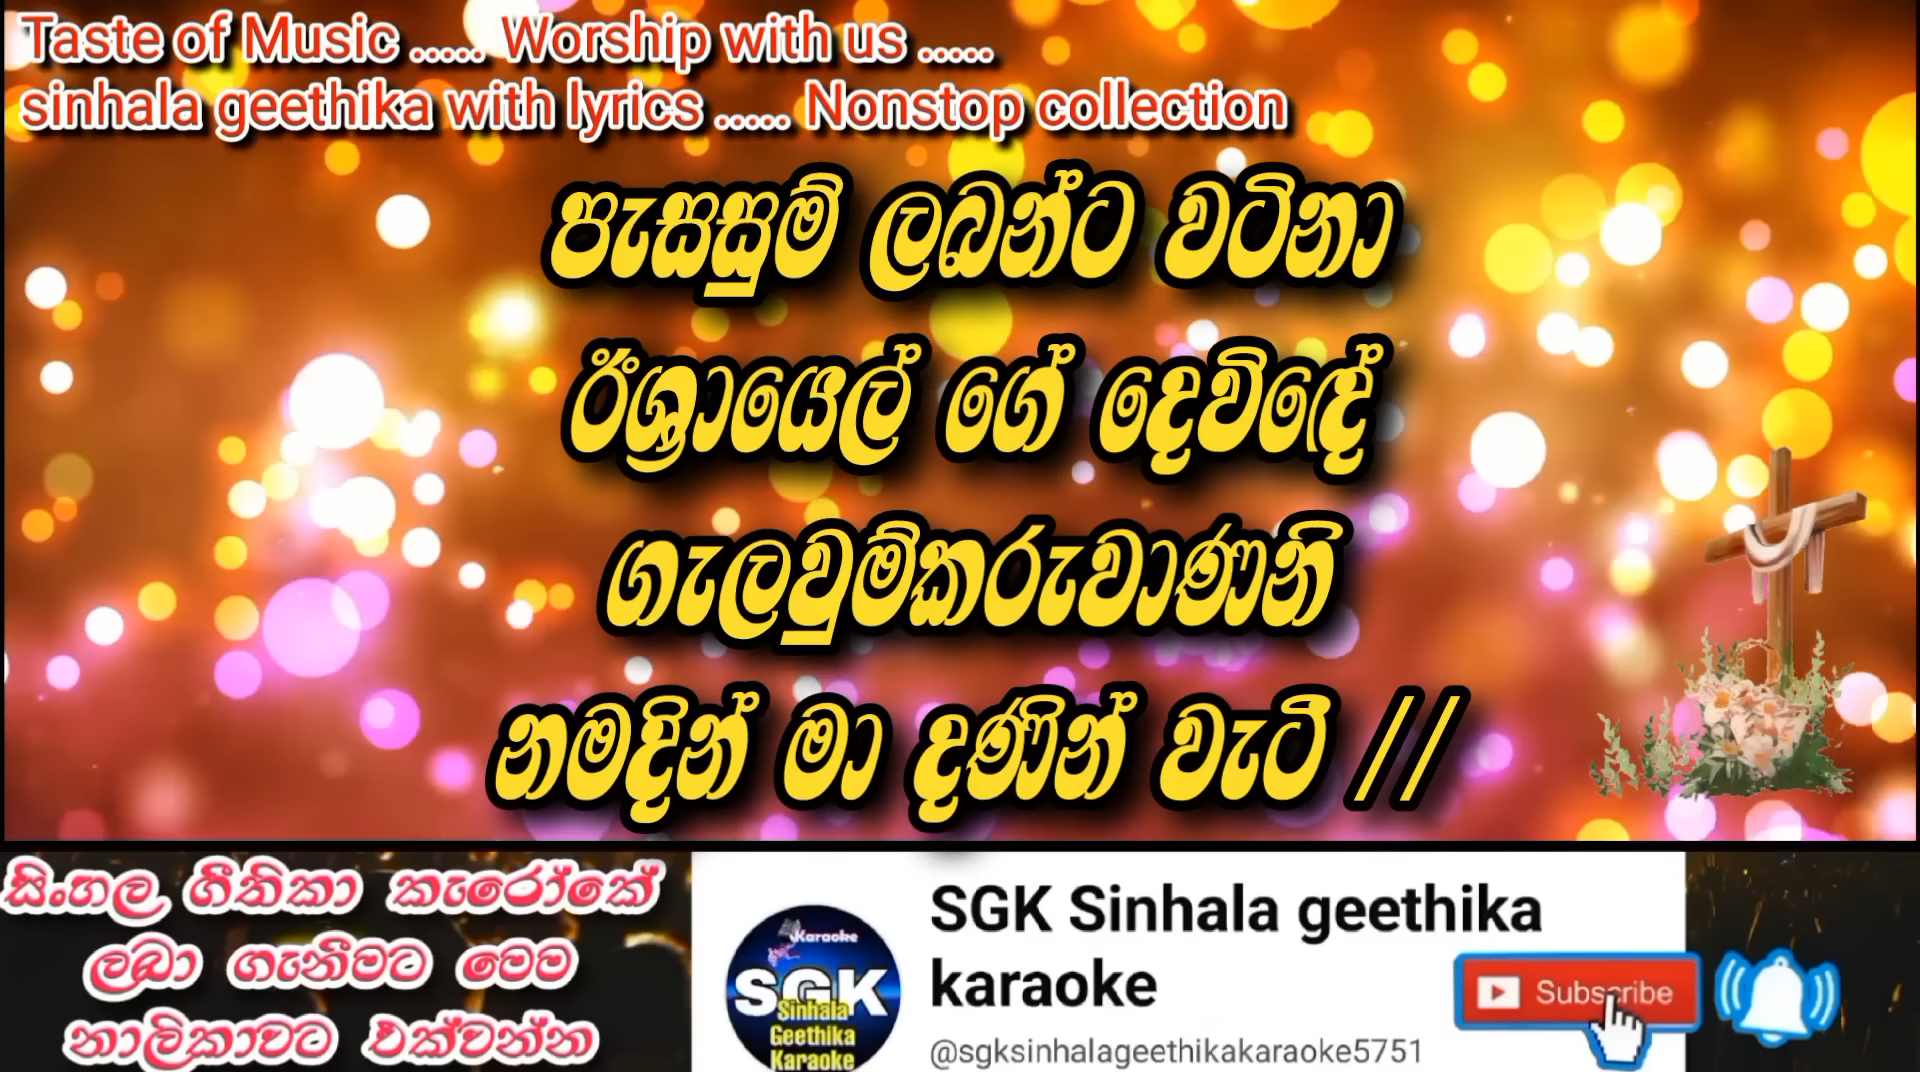 Taste of Music ..... Worship with us .....
sinhala geethika with lyrics ..... Nonstop collection
පැසසුම් ලබන්ට වටිනා
ඊශ්‍රායෙල් ගේ දෙවිඳේ
ගැලවුම්කරුවාණනි
නමදින් මා දණින් වැටී //
සිංහල ගීතිකා කැරෝකේ
ලබා ගැනීමට මෙම
නාලිකාවට එක්වන්න
Karaoke
SGK
Sinhala
Geethika
Karaoke
SGK Sinhala geethika
karaoke
@sgksinhalageethikakaraoke5751
Subscribe